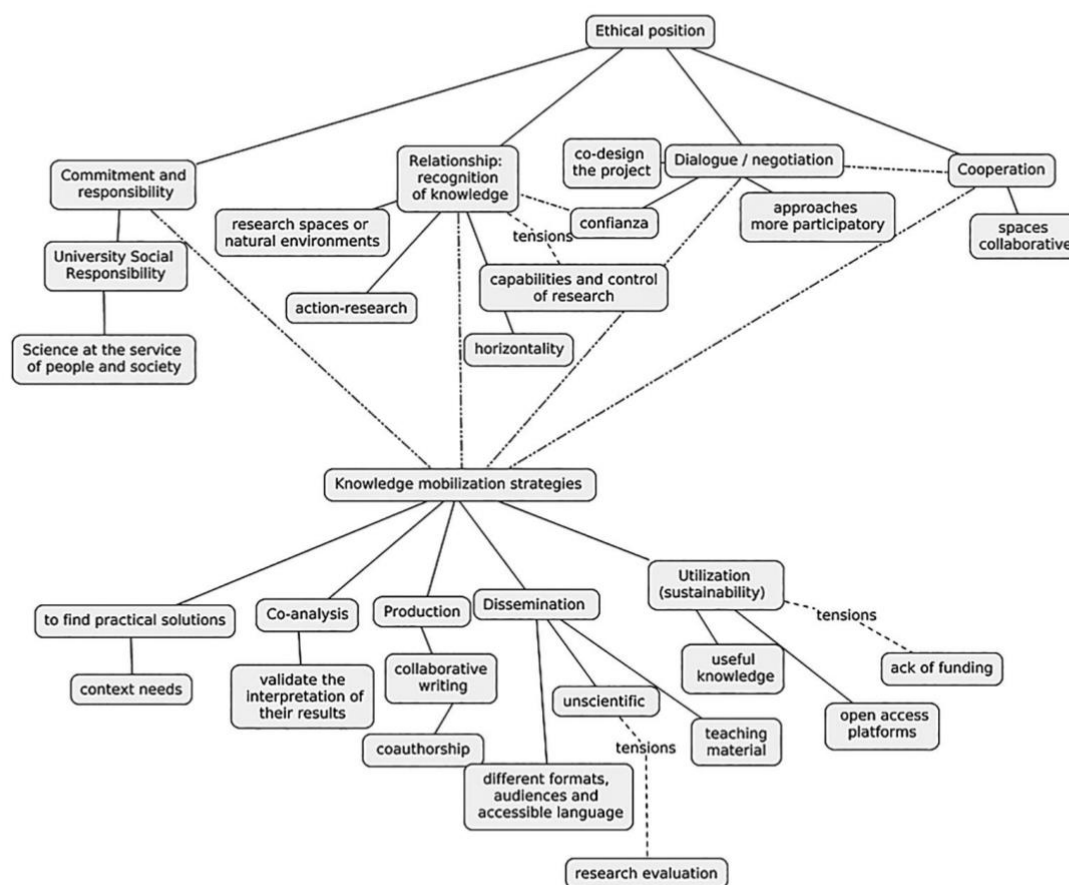 Ethical position
Commitment and
responsibility
Relationship:
recognition
of knowledge
co-design
the project
Dialogue / negotiation
Cooperation
research spaces or
natural environments
tensions
confianza
approaches
more participatory
spaces
collaborative
University Social
Responsibility
action-research
capabilities and control
of research
Science at the service
of people and society
horizontality
Knowledge mobilization strategies
to find practical solutions
Co-analysis
Production
Dissemination
Utilization
(sustainability)
tensions
context needs
validate the
interpretation of
their results
collaborative
writing
unscientific
useful
knowledge
ack of funding
coauthorship
tensions
teaching
material
open access
platforms
different formats,
audiences and
accessible language
research evaluation